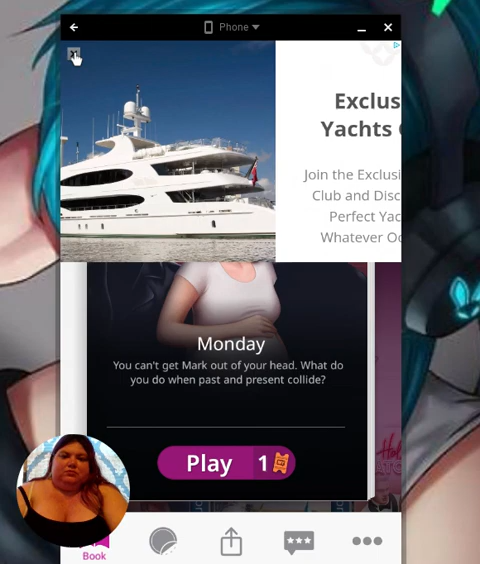 Phone
Exclus
Yachts
Join the Exclusi
Club and Disc
Perfect Yac
Whatever Oc
Monday
You can't get Mark out of your head. What do
you do when past and present collide?
Play 1
Book